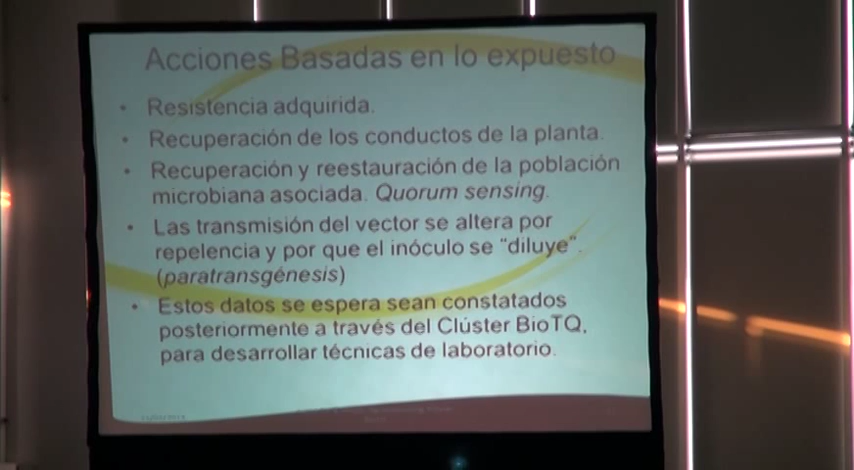 Acciones Basadas en lo expuesto
• Resistencia adquirida.
• Recuperación de los conductos de la planta.
• Recuperación y reestauración de la población
microbiana asociada. Quorum sensing.
• Las transmisión del vector se altera por
repelencia y por que el inóculo se "diluye".
(paratransgénesis)
• Estos datos se espera sean constatados
posteriormente a través del Clúster BioTQ,
para desarrollar técnicas de laboratorio.